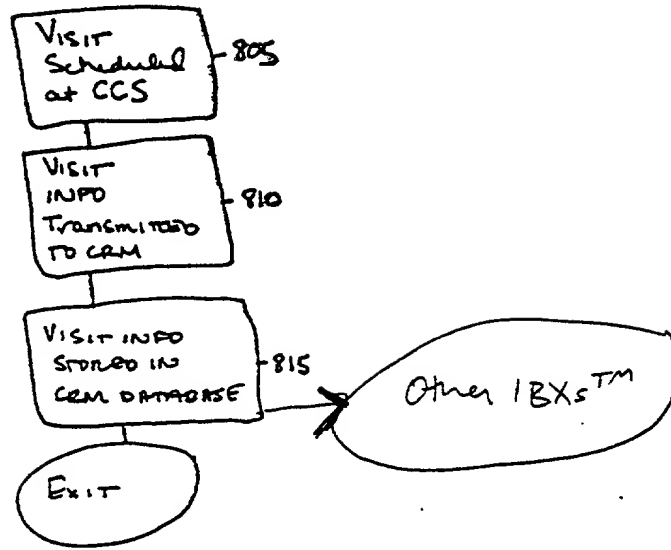 VISIT
Scheduled
at CCS
805
VISIT
INFO
Transmitted
TO CRM
810
VISIT INFO
STORED IN
CRM DATABASE
815
Other IBXs™
EXIT